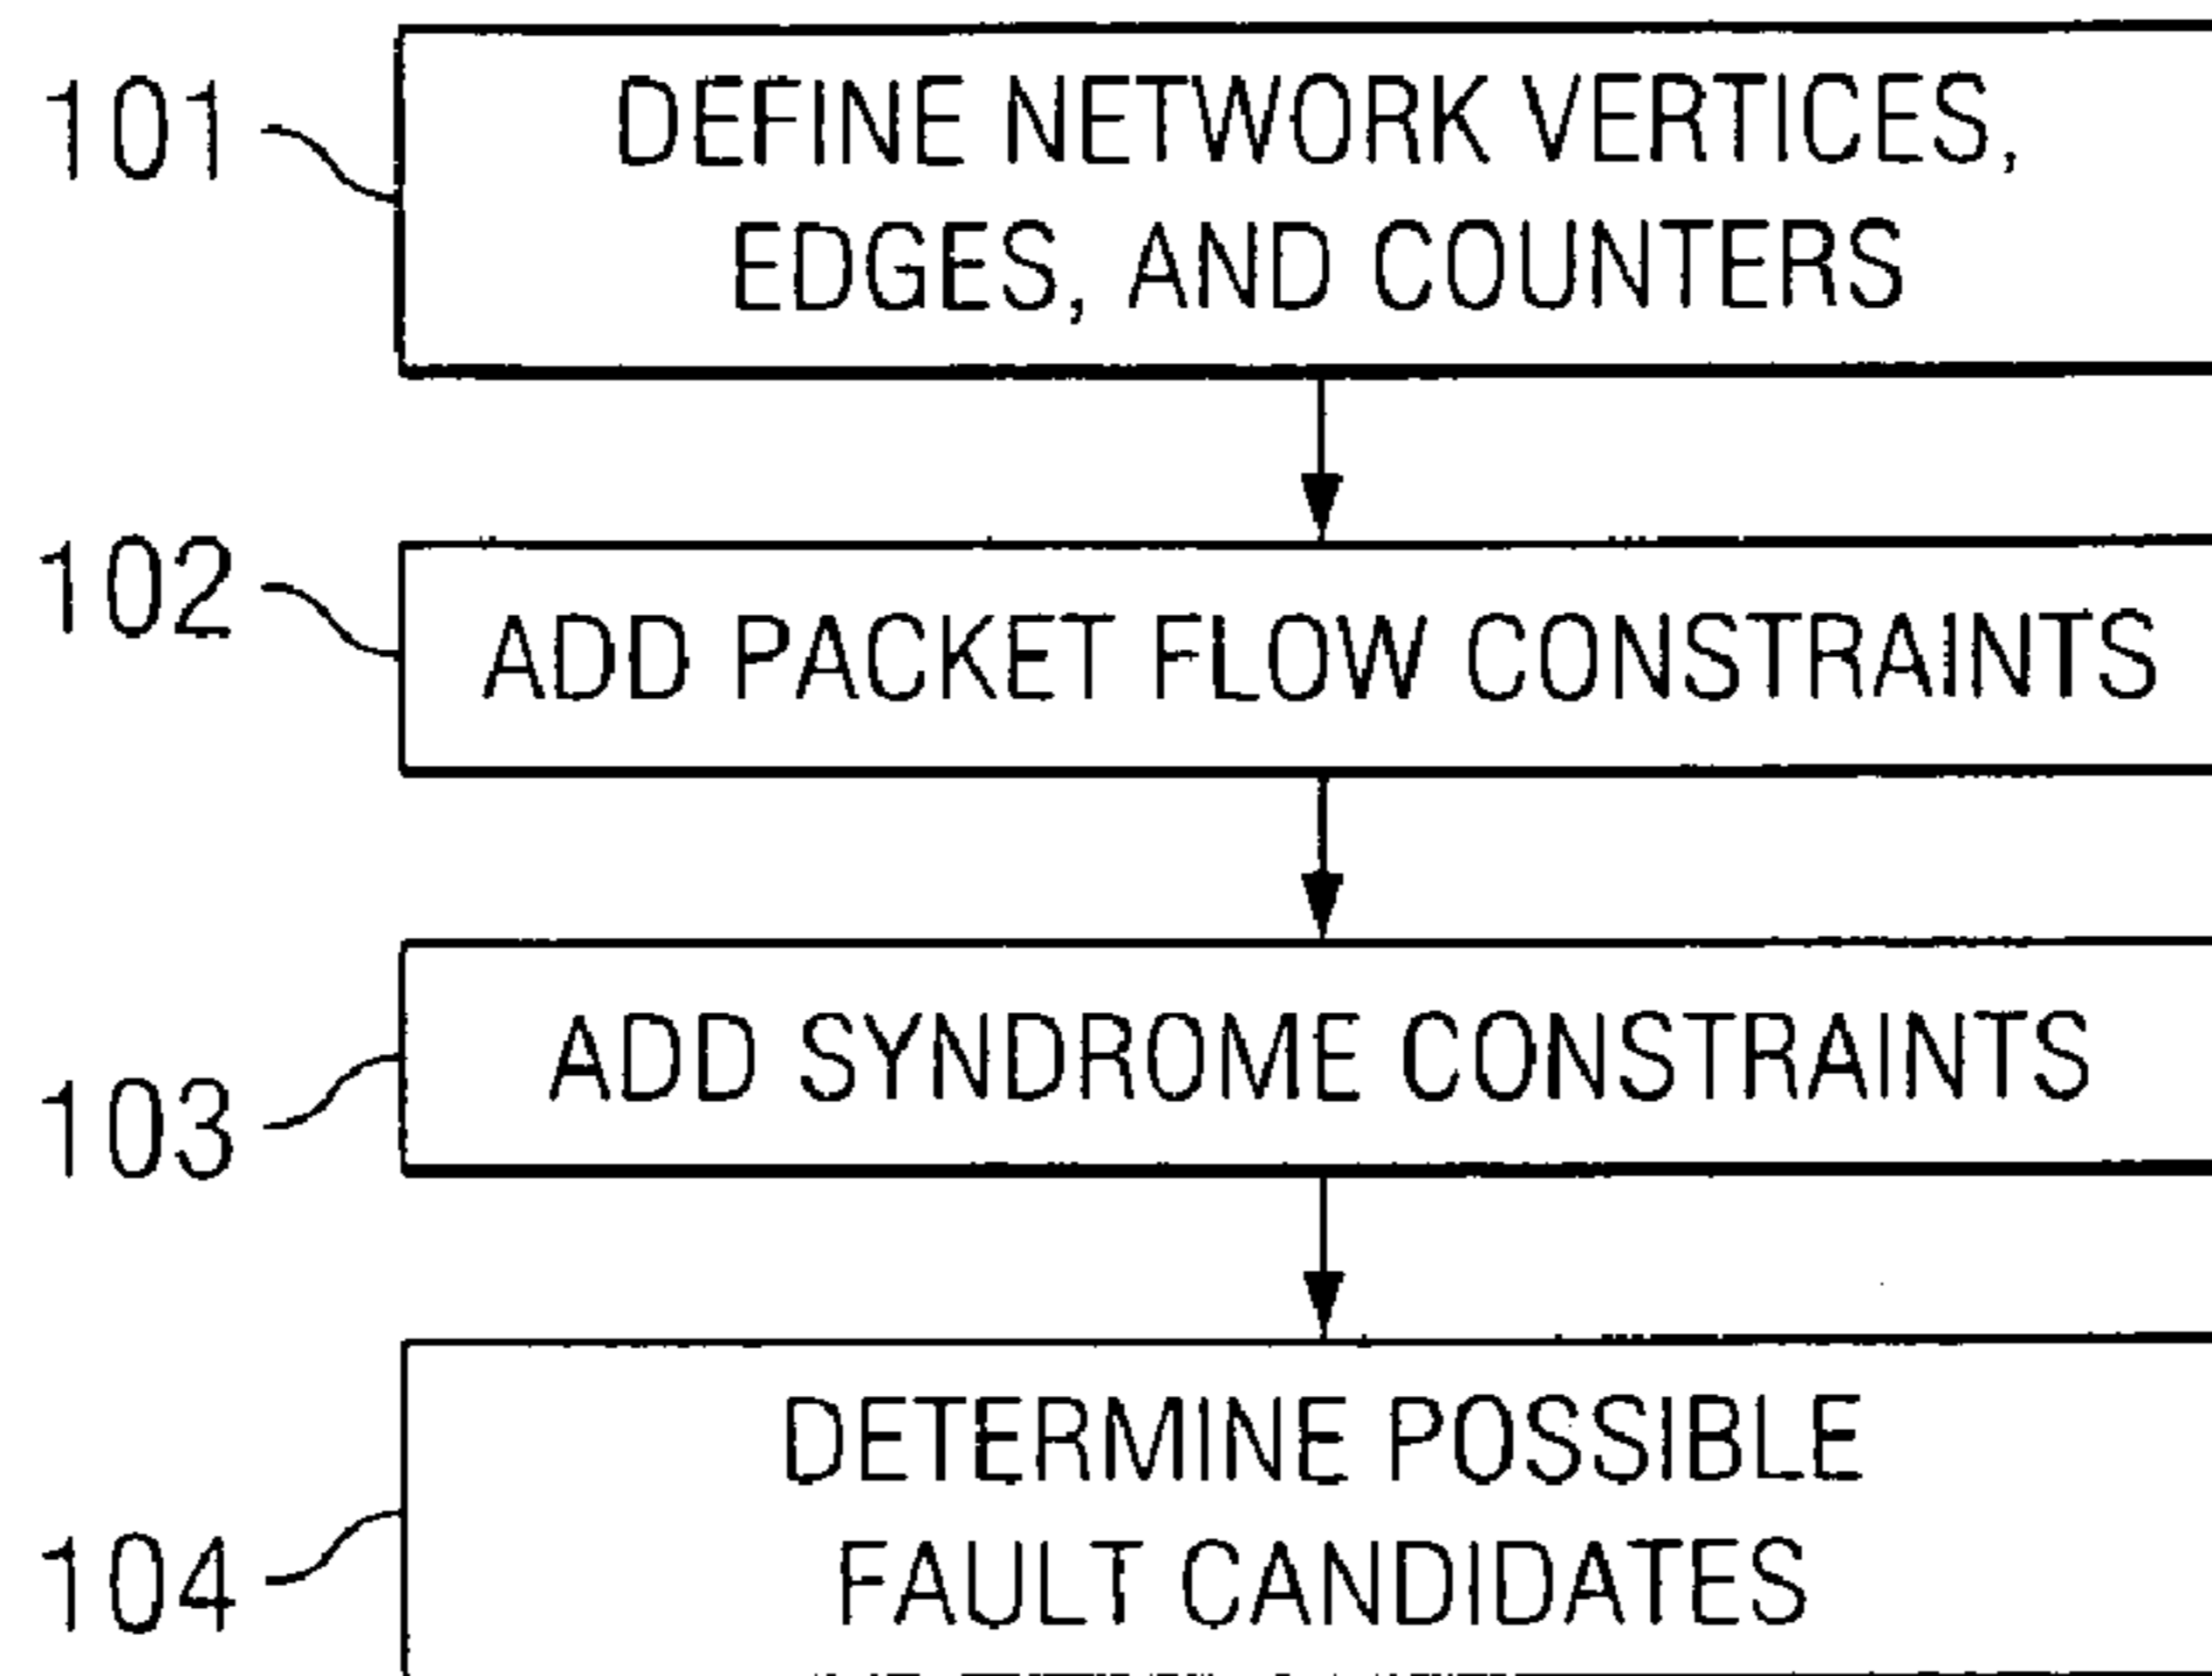 101
DEFINE NETWORK VERTICES,
EDGES, AND COUNTERS
102
ADD PACKET FLOW CONSTRAINTS
103
ADD SYNDROME CONSTRAINTS
104
DETERMINE POSSIBLE
FAULT CANDIDATES